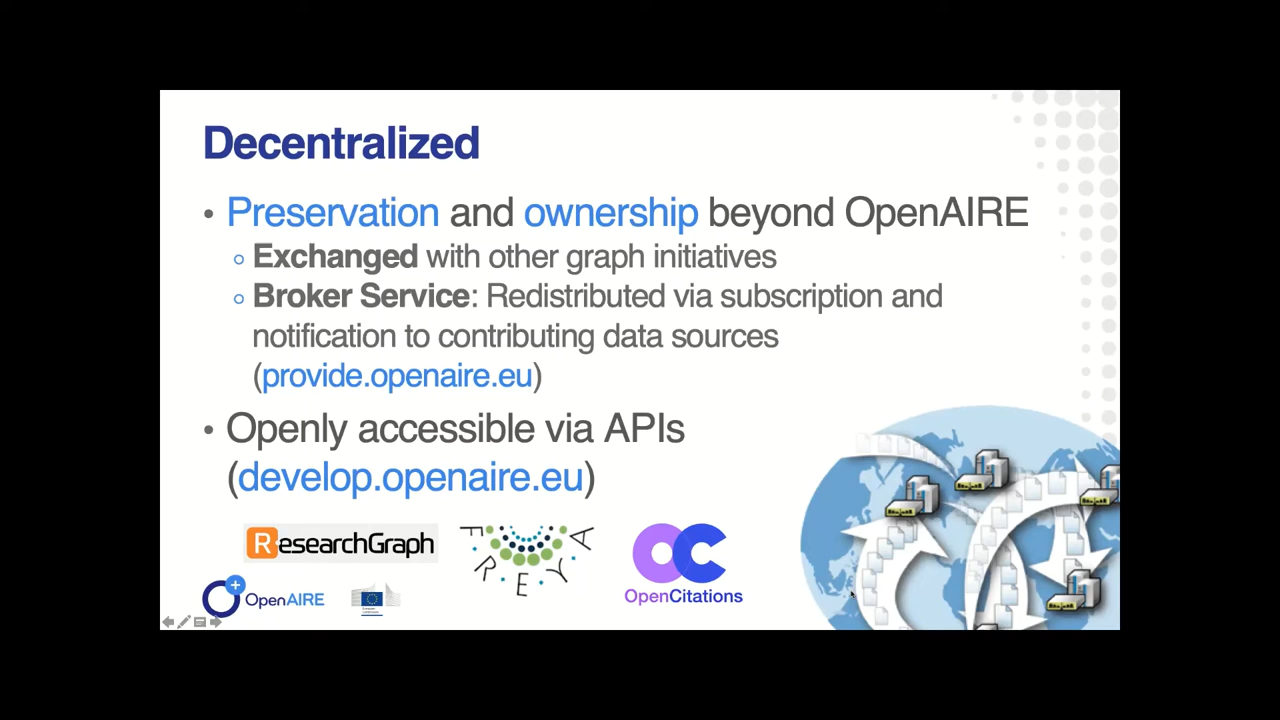 Decentralized
• Preservation and ownership beyond OpenAIRE
○ Exchanged with other graph initiatives
○ Broker Service: Redistributed via subscription and
notification to contributing data sources
(provide.openaire.eu)
• Openly accessible via APIs
(develop.openaire.eu)
ResearchGraph
FREYA
OpenCitations
OpenAIRE